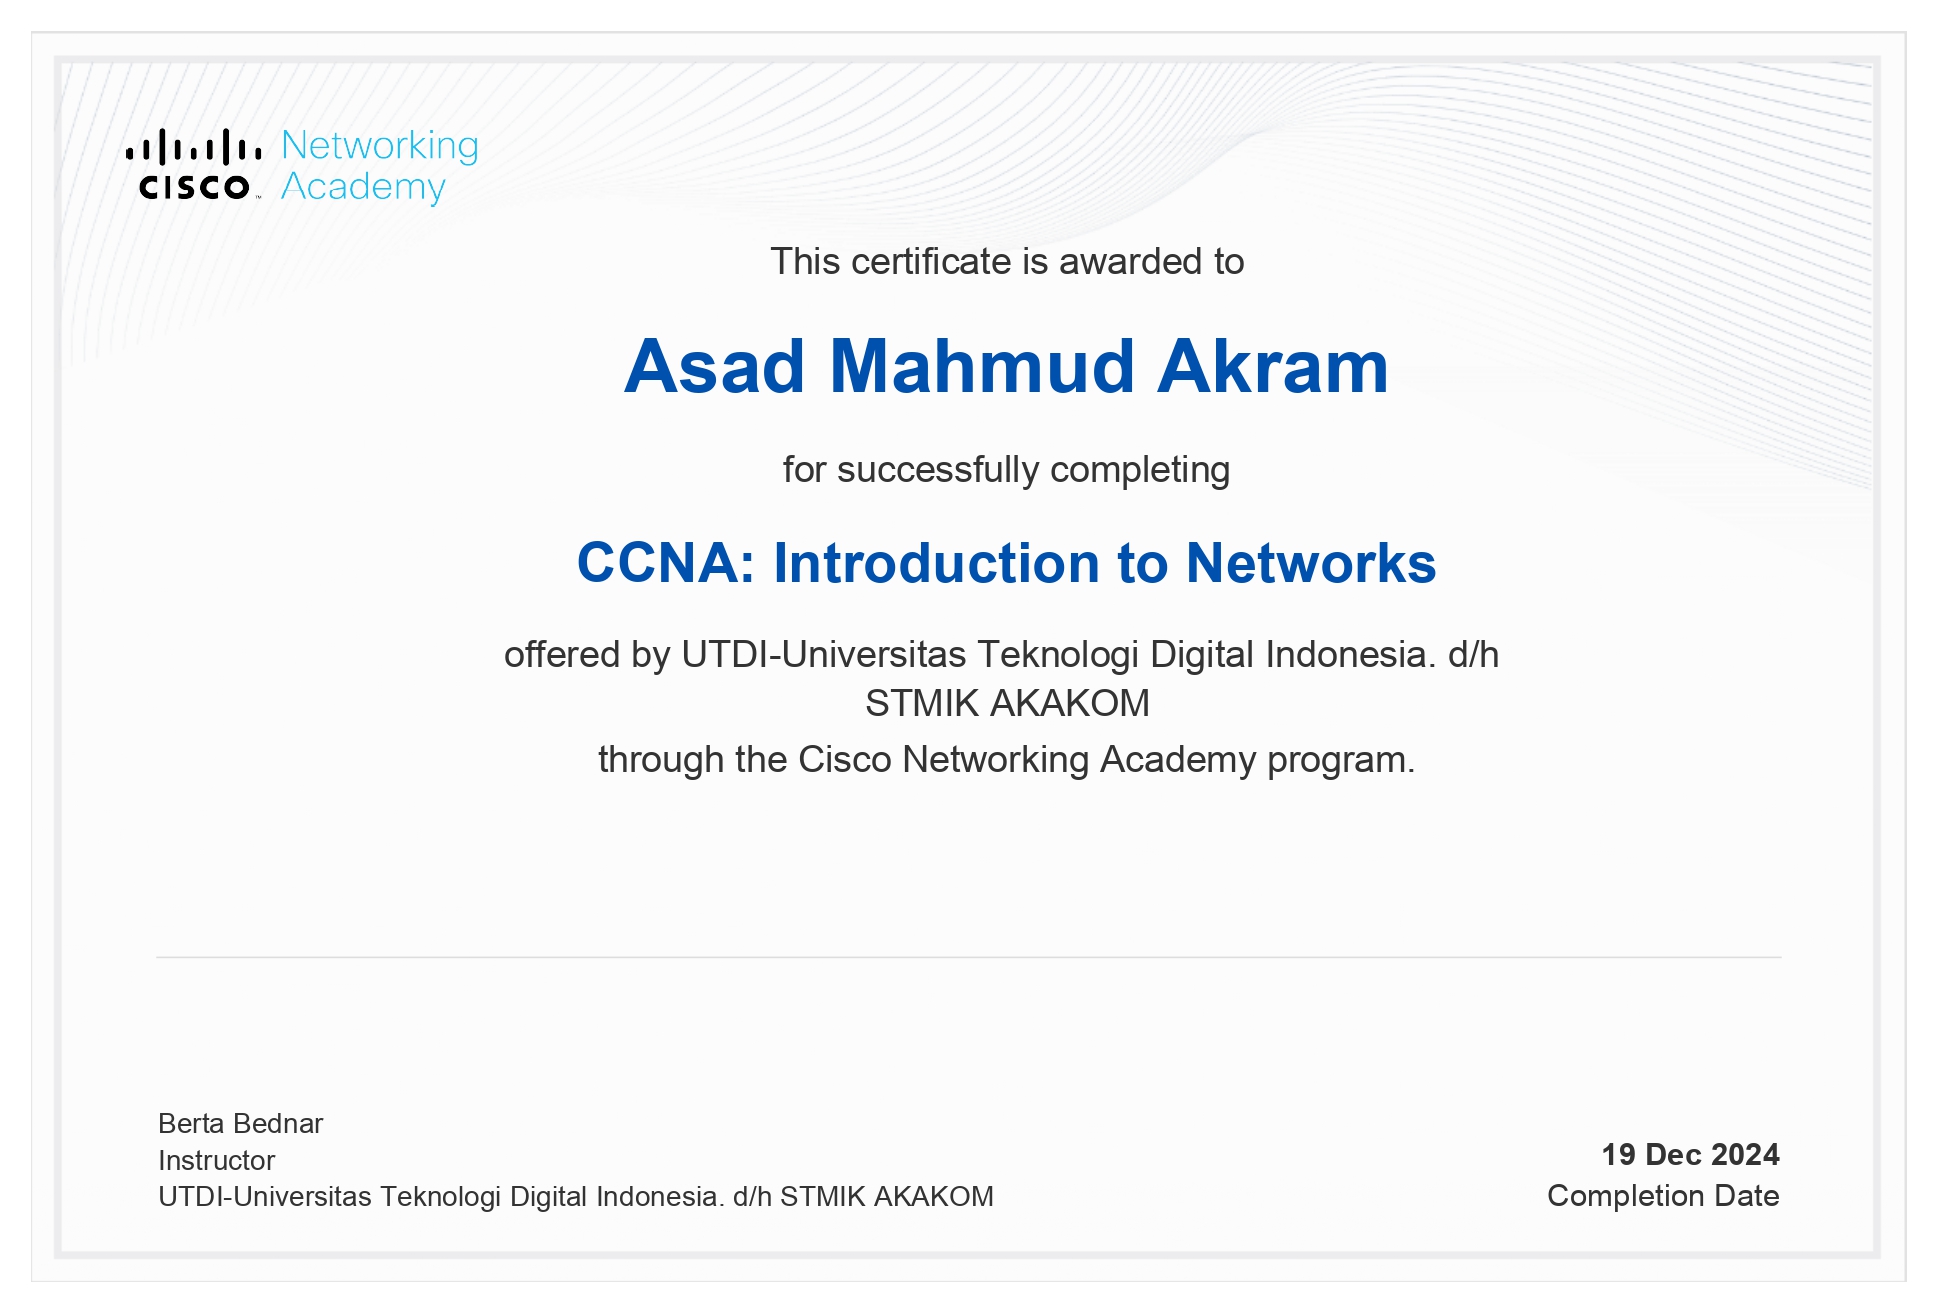 CISCO
Networking
Academy
This certificate is awarded to
Asad Mahmud Akram
for successfully completing
CCNA: Introduction to Networks
offered by UTDI-Universitas Teknologi Digital Indonesia. d/h
STMIK AKAKOM
through the Cisco Networking Academy program.
Berta Bednar
Instructor
UTDI-Universitas Teknologi Digital Indonesia. d/h STMIK AKAKOM
19 Dec 2024
Completion Date